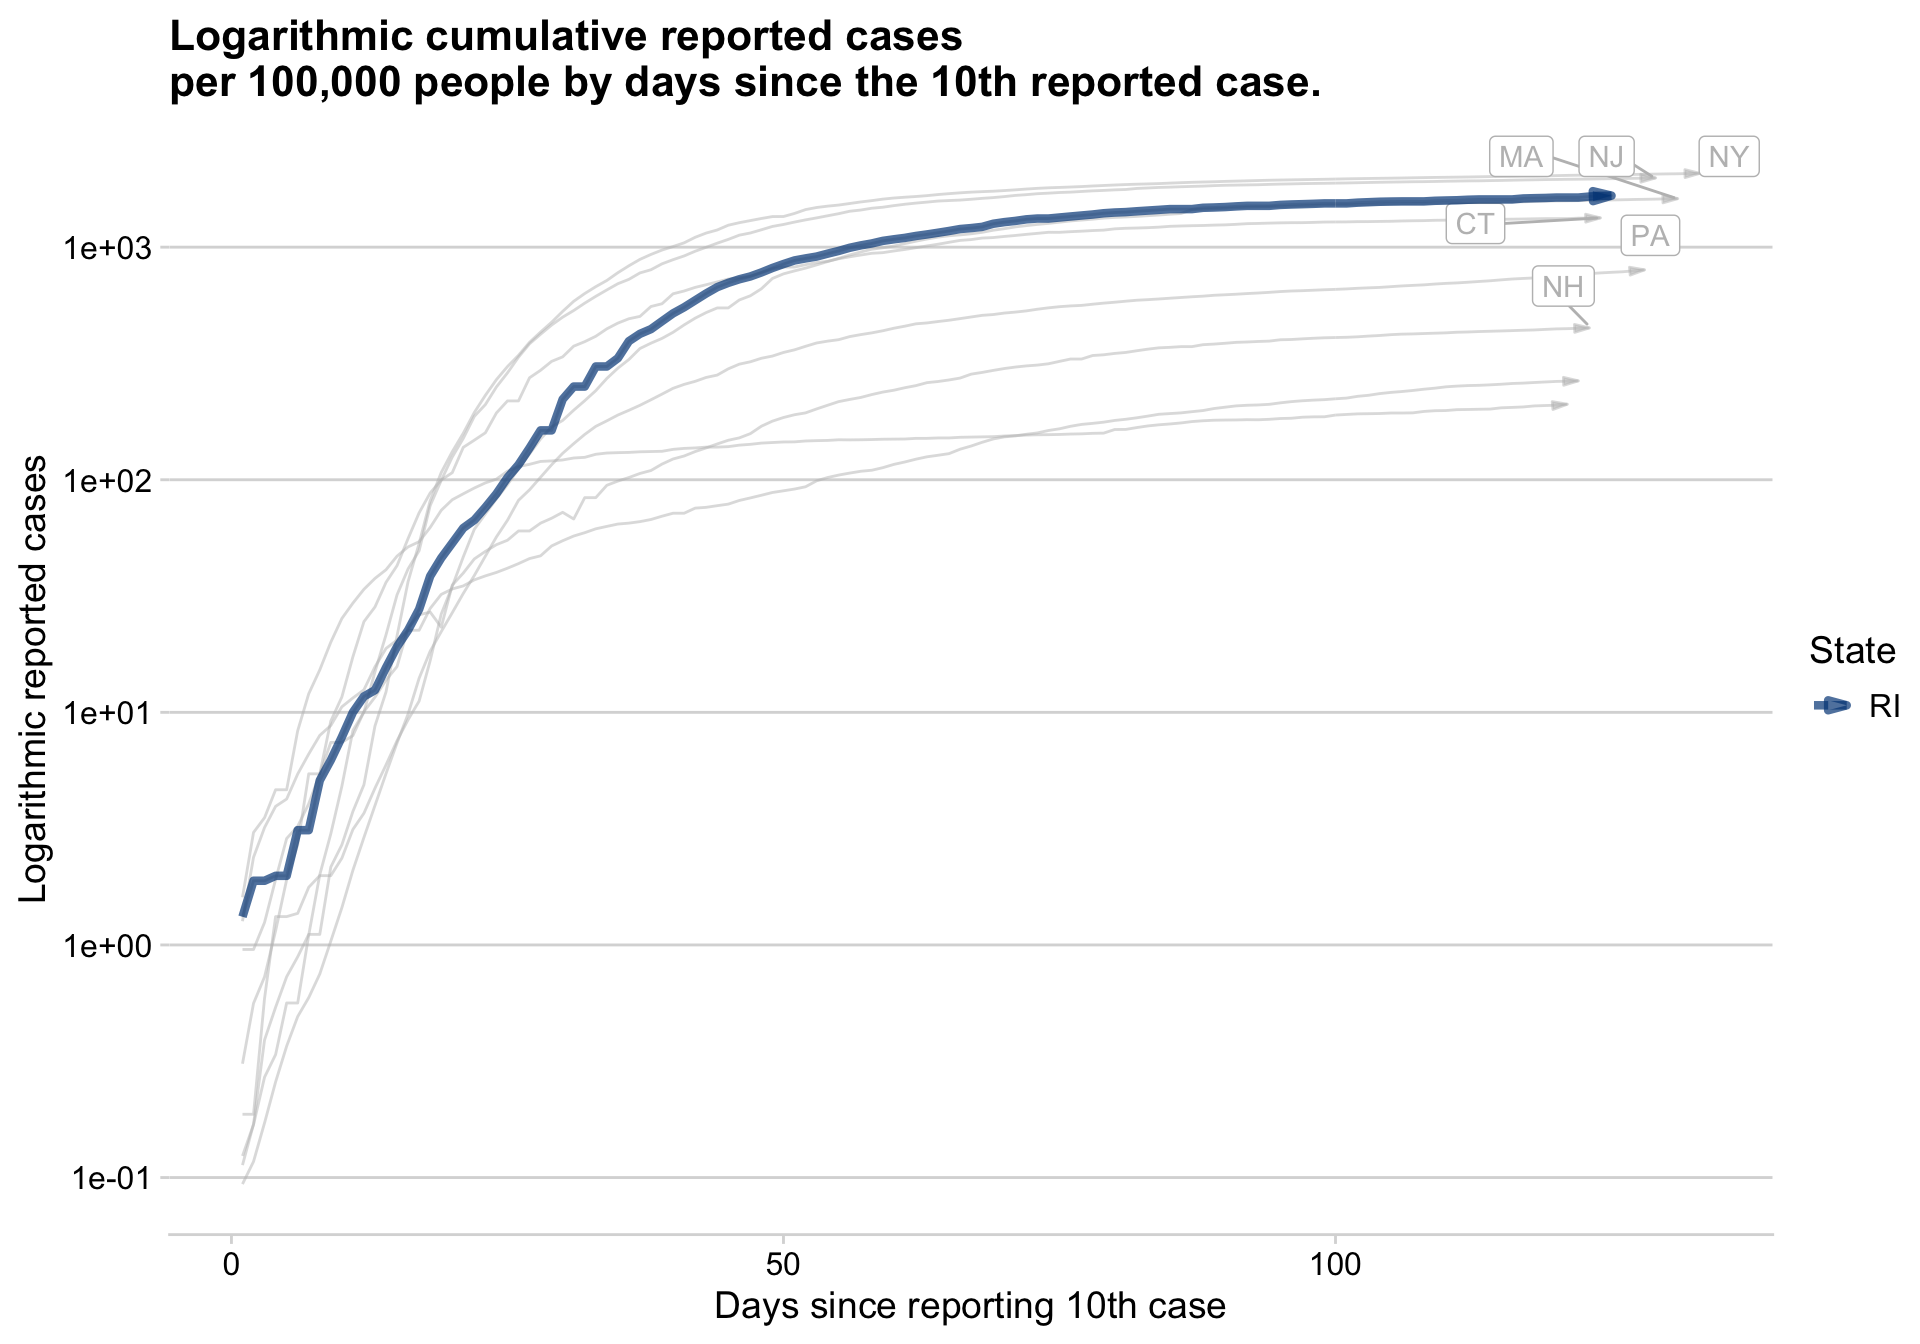 Logarithmic cumulative reported cases
per 100,000 people by days since the 10th reported case.
MA
NJ
NY
CT
PA
NH
1e+03
1e+02
1e+01
1e+00
1e-01
Logarithmic reported cases
0
50
100
Days since reporting 10th case
State
RI